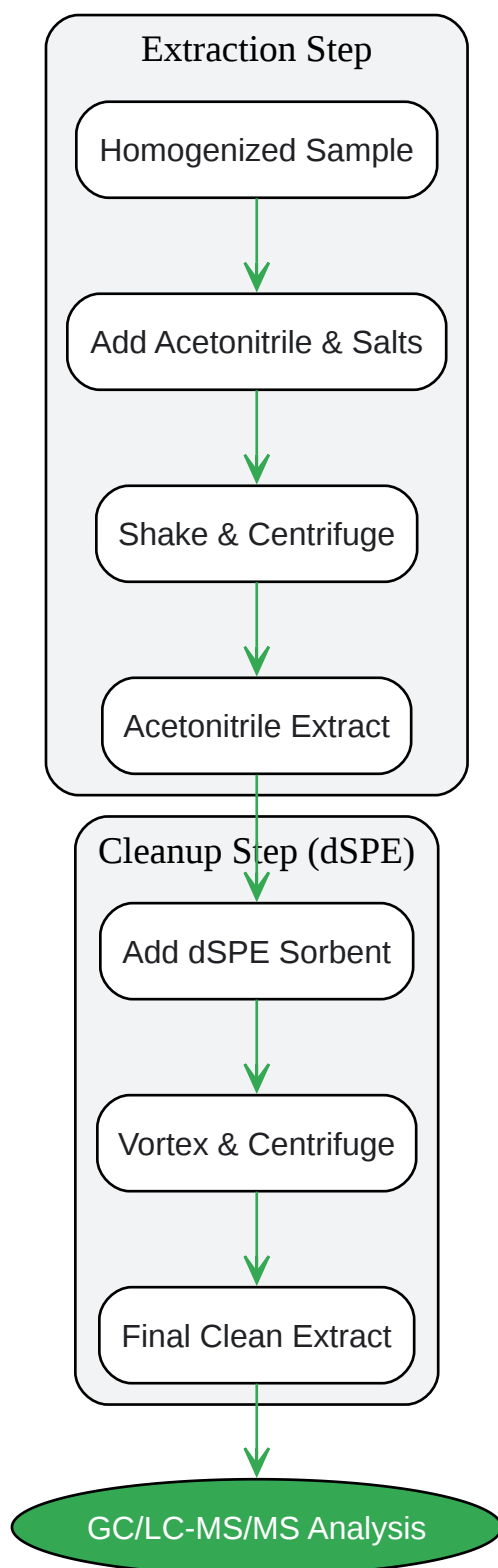 Extraction Step
Homogenized Sample
Add Acetonitrile & Salts
Shake & Centrifuge
Acetonitrile Extract
Cleanup Step (dSPE)
Add dSPE Sorbent
Vortex & Centrifuge
Final Clean Extract
GC/LC-MS/MS Analysis